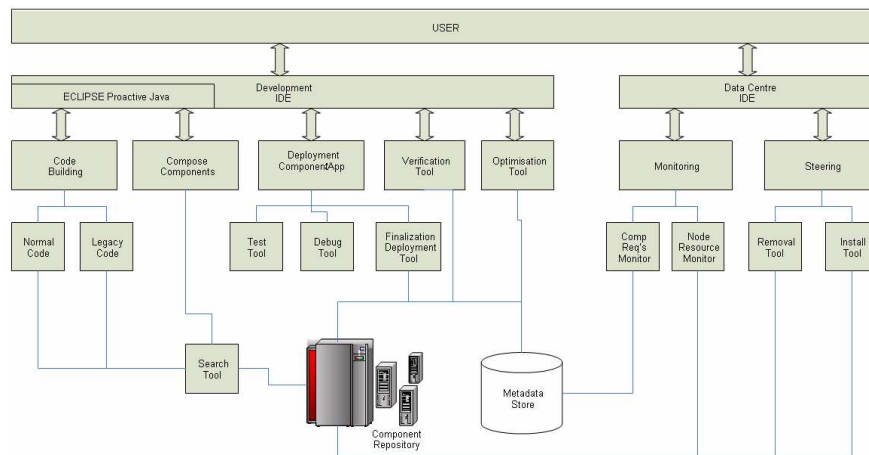 USER
Development
IDE
ECLIPSE Proactive Java
Data Centre
IDE
Code
Building
Compose
Components
Deployment
Component/App
Verification
Tool
Optimisation
Tool
Monitoring
Steering
Normal
Code
Legacy
Code
Test
Tool
Debug
Tool
Finalization
Deployment
Tool
Comp
Req's
Monitor
Node
Resource
Monitor
Removal
Tool
Install
Tool
Search
Tool
Component
Repository
Metadata
Store